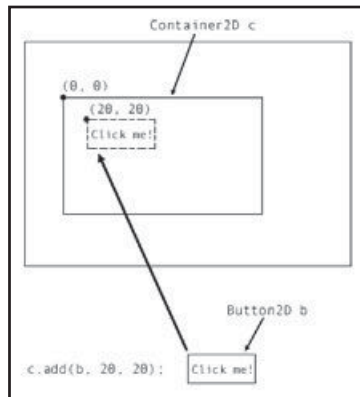 Container2D c
(0, 0)
(20, 20)
Click me!
Button2D b
c.add(b, 20, 20);
Click me!